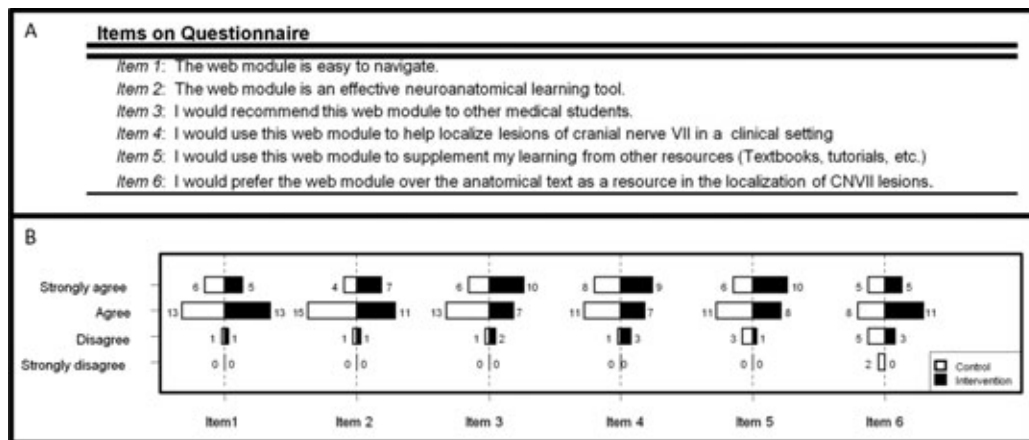 A
Items on Questionnaire
Item 1: The web module is easy to navigate.
Item 2: The web module is an effective neuroanatomical learning tool.
Item 3: I would recommend this web module to other medical students.
Item 4: I would use this web module to help localize lesions of cranial nerve VII in a clinical setting
Item 5: I would use this web module to supplement my learning from other resources (Textbooks, tutorials, etc.)
Item 6: I would prefer the web module over the anatomical text as a resource in the localization of CNVII lesions.
B
Strongly agree 6 5 4 7 6 10 8 9 6 10 5 5
Agree 13 13 15 11 13 7 11 7 11 8 8 11
Disagree 1 1 1 1 1 2 1 3 3 1 5 3
Strongly disagree 0 0 0 0 0 0 0 0 0 0 2 0
Control
Intervention
Item1 Item 2 Item 3 Item 4 Item 5 Item 6